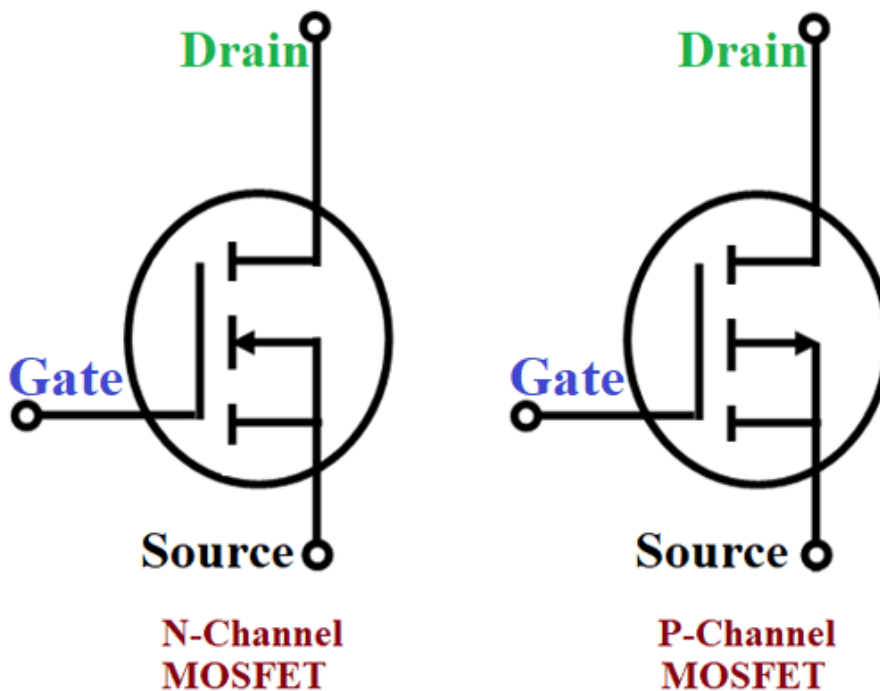 Drain
Gate
Source
N-Channel
MOSFET
Drain
Gate
Source
P-Channel
MOSFET